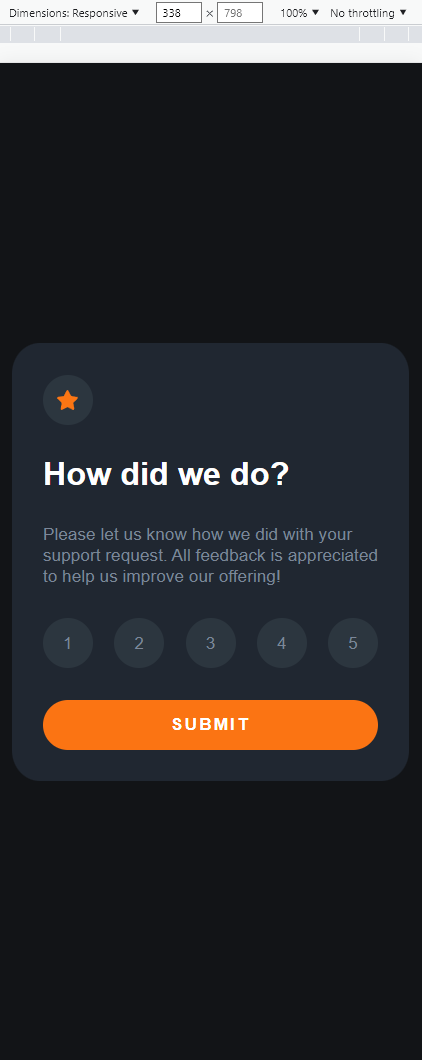 Dimensions: Responsive ▼ 338 × 798 100% ▼ No throttling ▼
How did we do?
Please let us know how we did with your
support request. All feedback is appreciated
to help us improve our offering!
1 2 3 4 5
SUBMIT